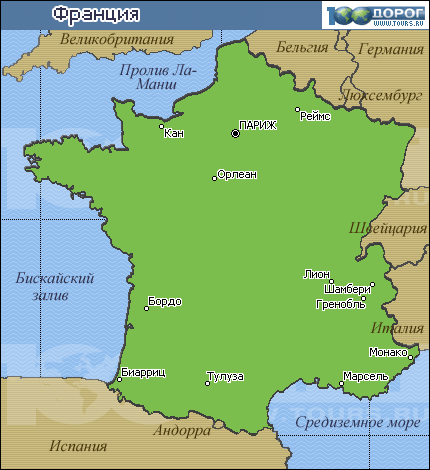 Франция
100 ДОРОГ
WWW.TOURS.RU
Великобритания
Бельгия
Германия
Пролив Ла-
Манш
Люксембург
Реймс
Кан
ПАРИЖ
Орлеан
Швейцария
Бискайский
залив
Лион
Шамбери
Гренобль
Бордо
Италия
Монако
Биарриц
Тулуза
Марсель
Андорра
Средиземное море
Испания